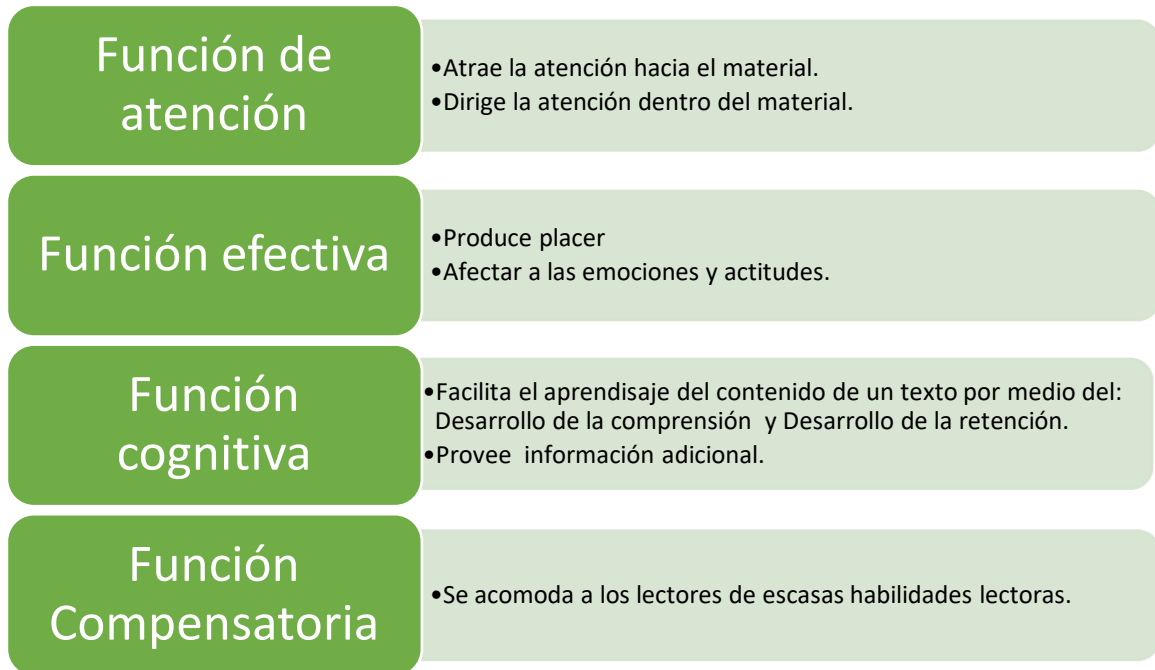 Función de
atención
•Atrae la atención hacia el material.
•Dirige la atención dentro del material.
Función efectiva
•Produce placer
•Afectar a las emociones y actitudes.
Función
cognitiva
•Facilita el aprendisaje del contenido de un texto por medio del:
Desarrollo de la comprensión  y Desarrollo de la retención.
•Provee  información adicional.
Función
Compensatoria
•Se acomoda a los lectores de escasas habilidades lectoras.